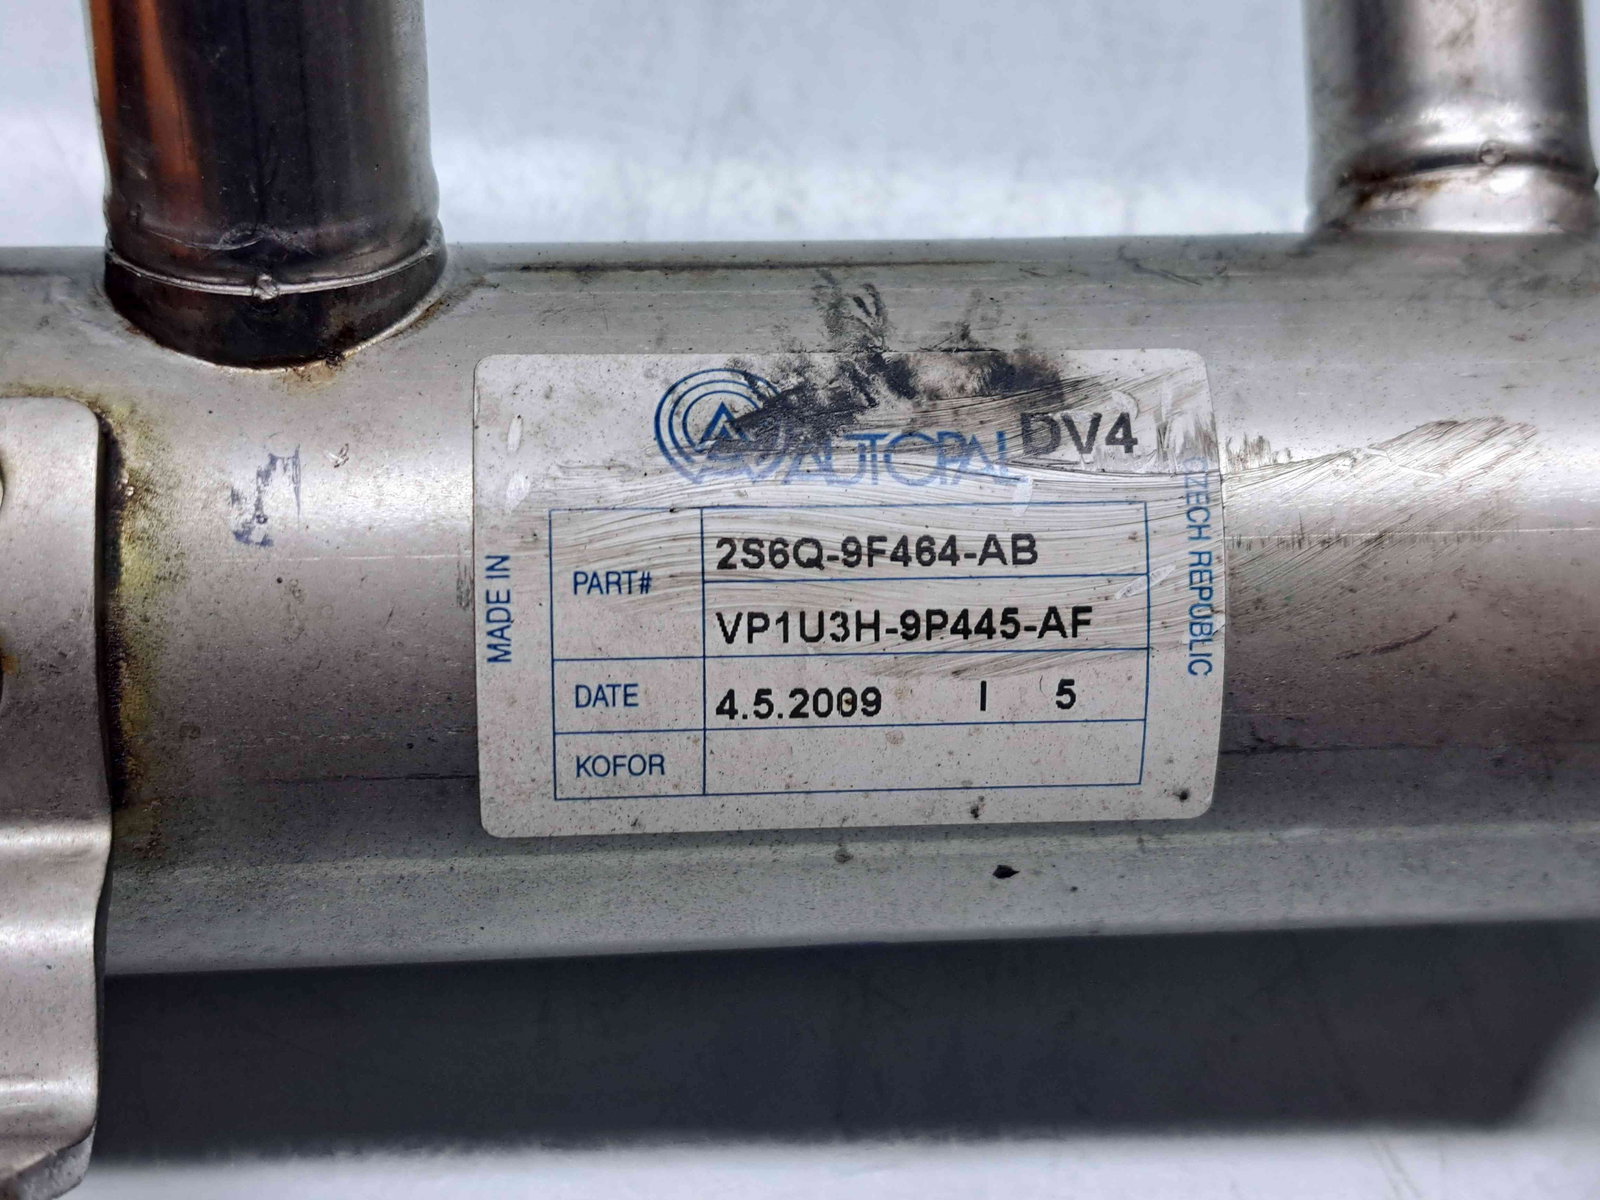 AUTOPAL DV4
MADE IN
PART# 2S6Q-9F464-AB
VP1U3H-9P445-AF
DATE 4.5.2009 I 5
KOFOR
CZECH REPUBLIC